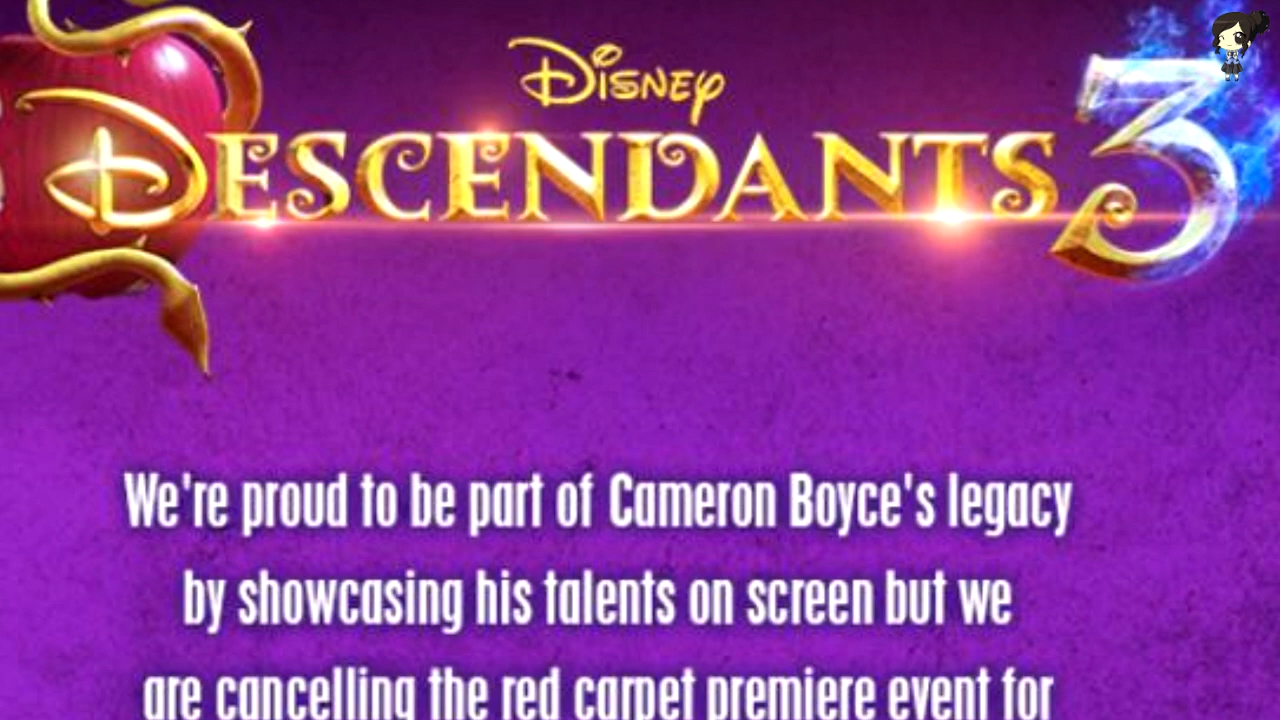 Disney
DESCENDANTS 3
We're proud to be part of Cameron Boyce's legacy
by showcasing his talents on screen but we
are cancelling the red carpet premiere event for